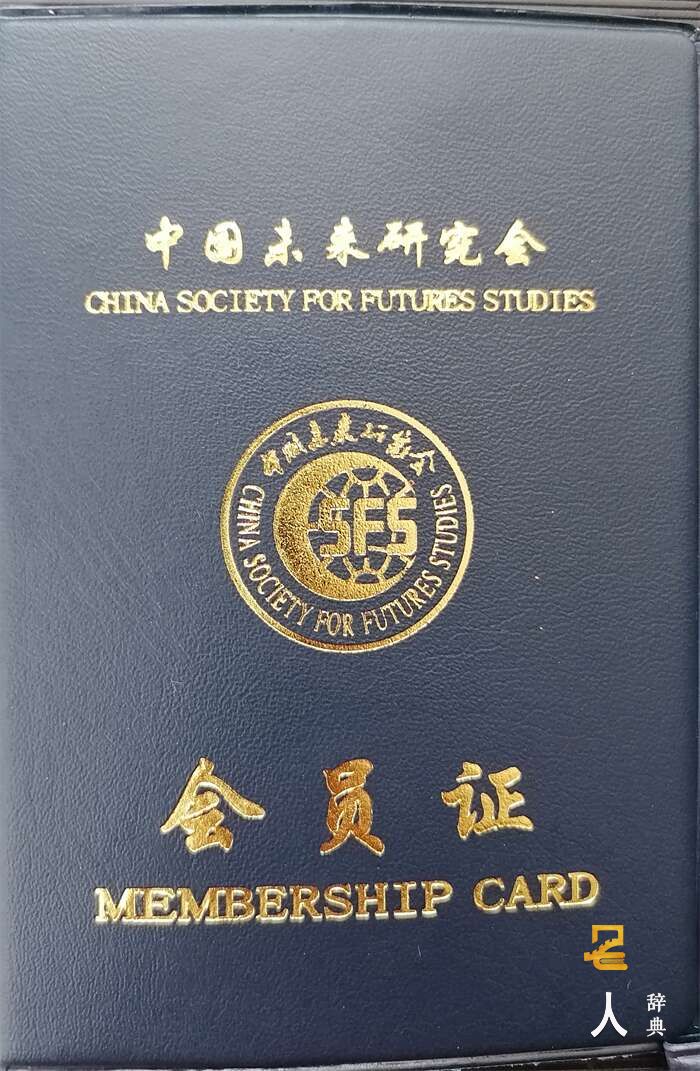 中国未来研究会
CHINA SOCIETY FOR FUTURES STUDIES
中国未来研究会
CSFS
CHINA SOCIETY FOR FUTURES STUDIES
会员证
MEMBERSHIP CARD
人
辞典